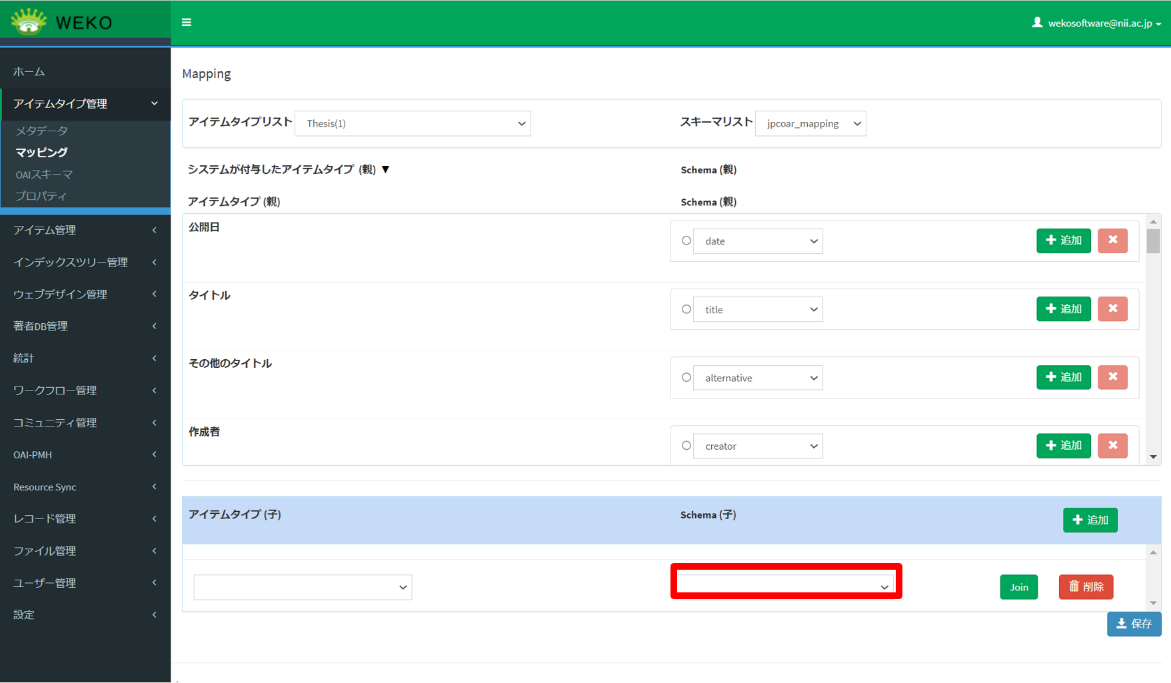 WEKO
wekosoftware@nii.ac.jp
ホーム
アイテムタイプ管理
メタデータ
マッピング
OAIスキーマ
プロパティ
アイテム管理
インデックスツリー管理
ウェブデザイン管理
著者DB管理
統計
ワークフロー管理
コミュニティ管理
OAI-PMH
Resource Sync
レコード管理
ファイル管理
ユーザー管理
設定
Mapping
アイテムタイプリスト Thesis(1) スキーマリスト jpcoar_mapping
システムが付与したアイテムタイプ (親) ▼ Schema (親)
アイテムタイプ (親) Schema (親)
公開日 date 追加
タイトル title 追加
その他のタイトル alternative 追加
作成者 creator 追加
アイテムタイプ (子) Schema (子) 追加
Join 削除
保存